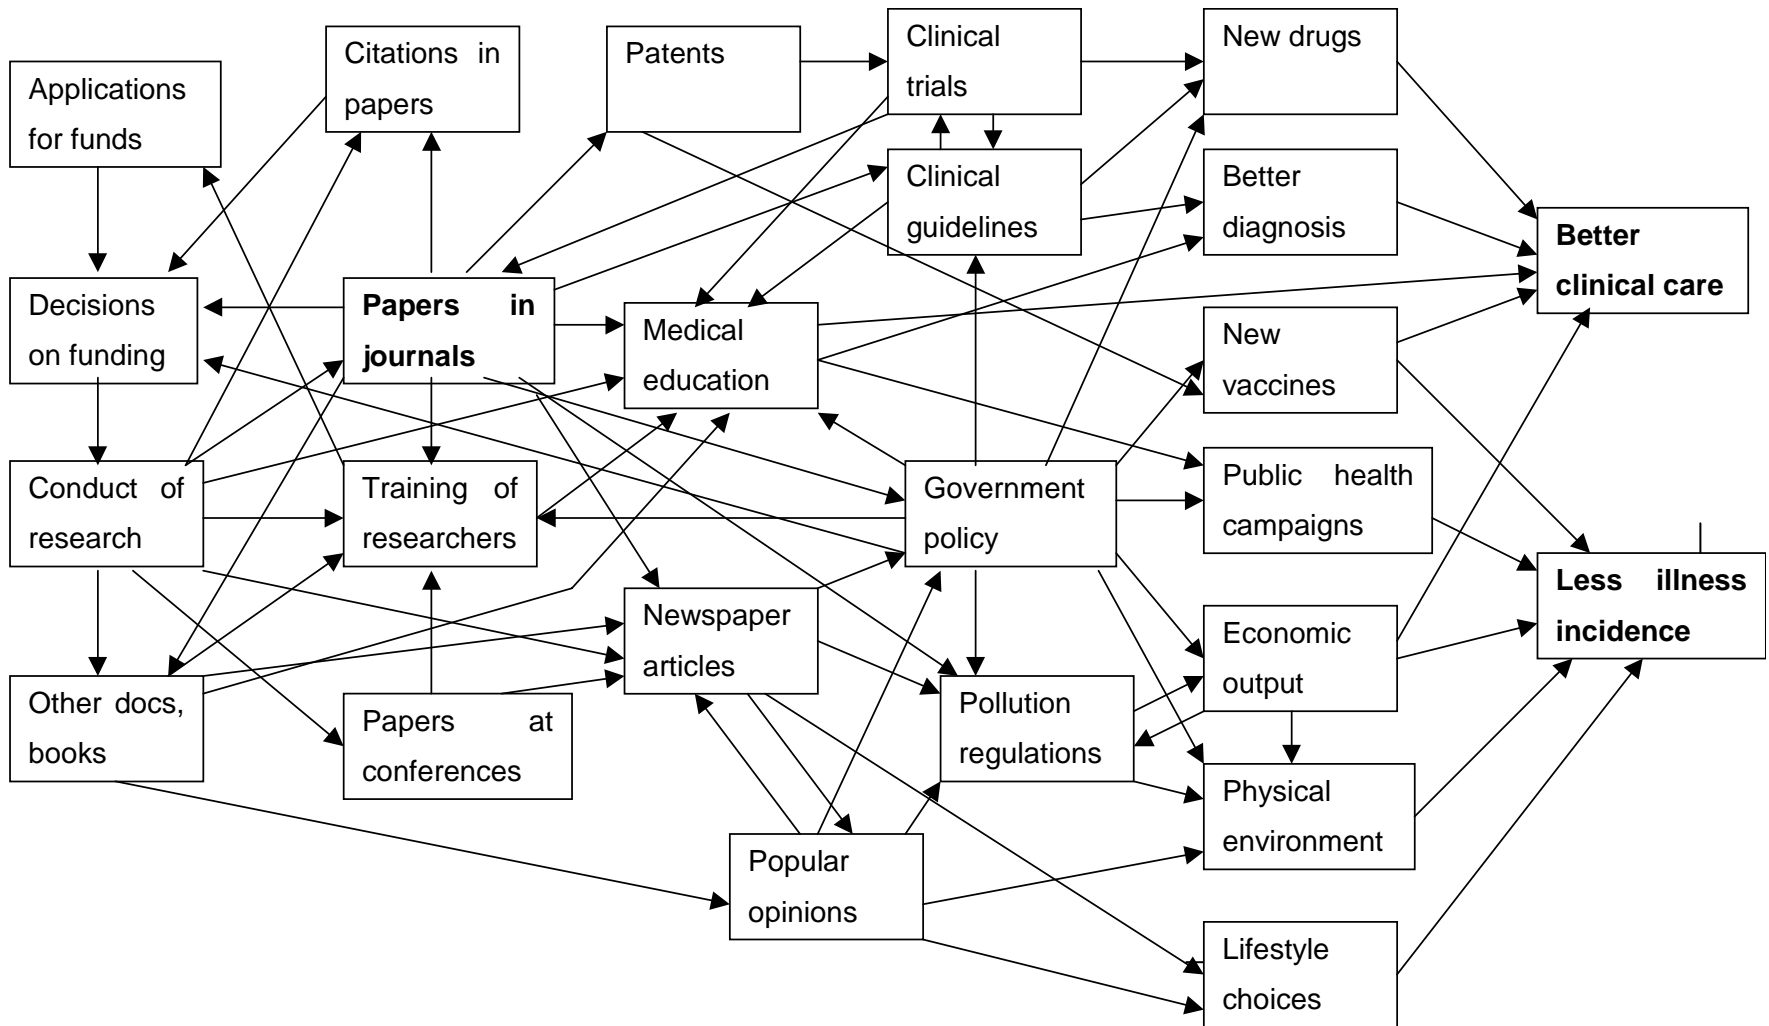 Applications
for funds
Citations in
papers
Patents
Clinical
trials
New drugs
Clinical
guidelines
Better
diagnosis
Better
clinical care
Decisions
on funding
Papers in
journals
Medical
education
New
vaccines
Conduct of
research
Training of
researchers
Government
policy
Public health
campaigns
Less illness
incidence
Newspaper
articles
Economic
output
Other docs,
books
Papers at
conferences
Pollution
regulations
Physical
environment
Popular
opinions
Lifestyle
choices